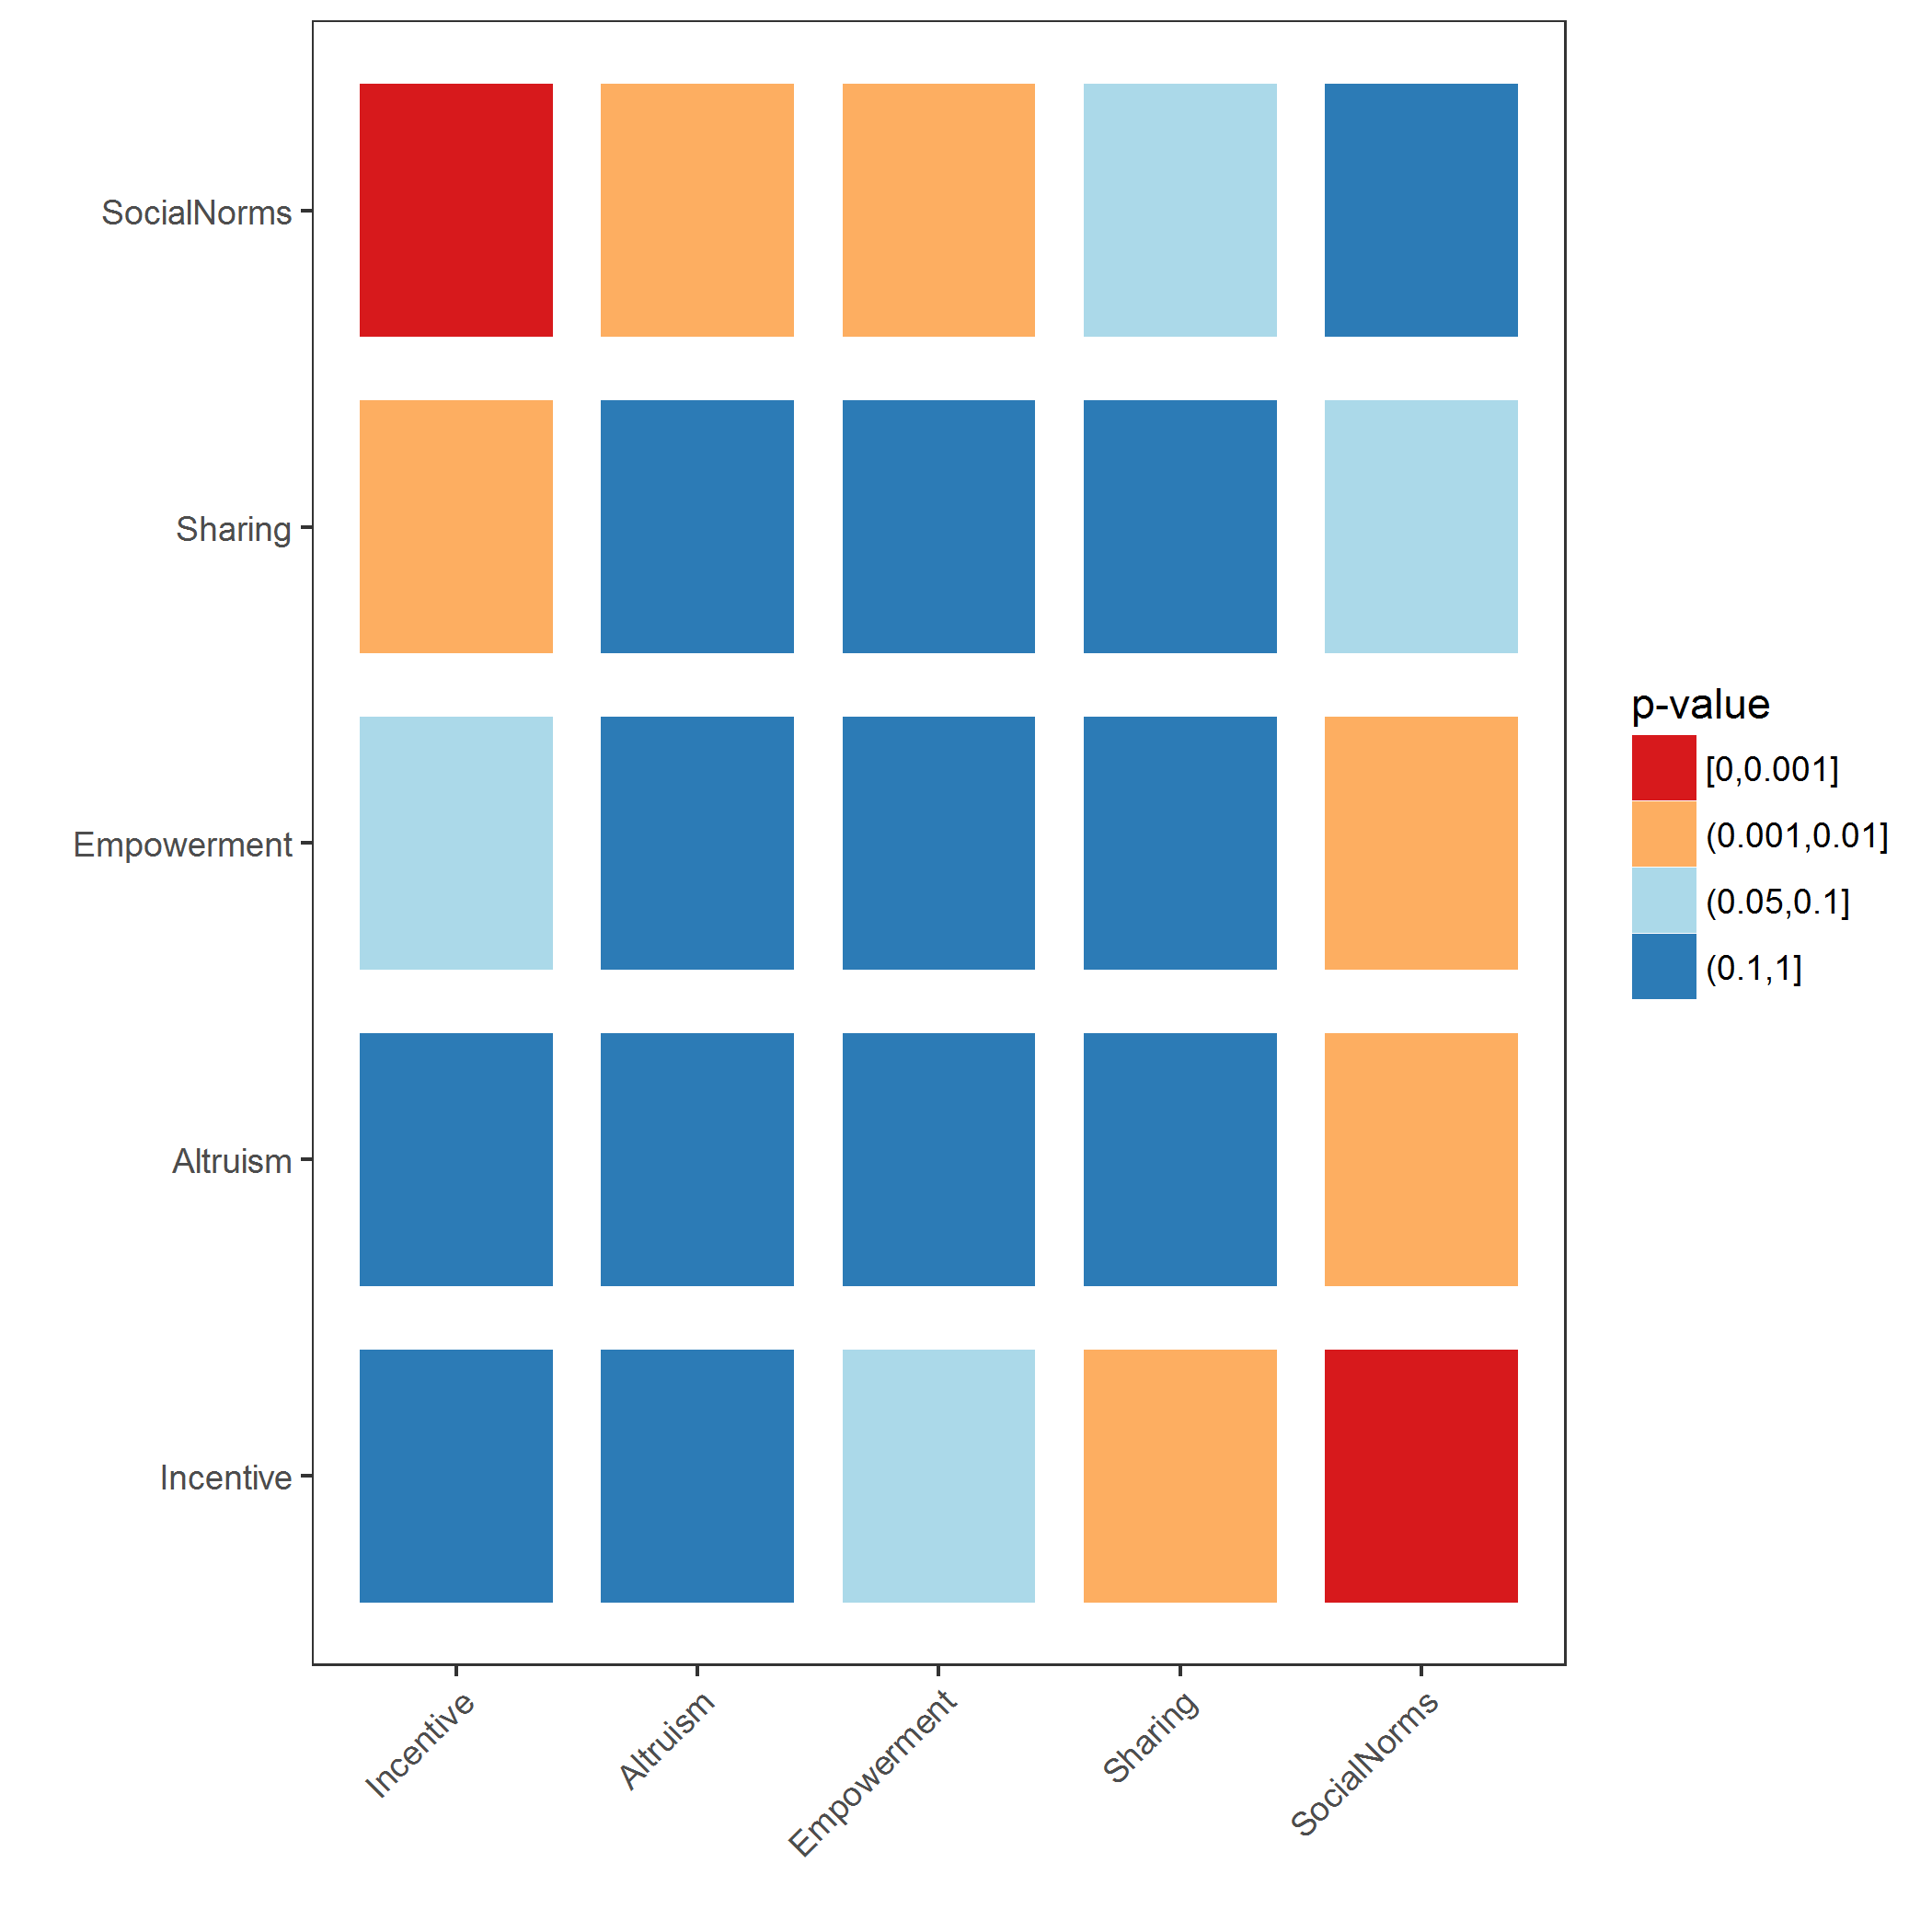 SocialNorms
Sharing
Empowerment
Altruism
Incentive
Incentive
Altruism
Empowerment
Sharing
SocialNorms
p-value
[0,0.001]
(0.001,0.01]
(0.05,0.1]
(0.1,1]